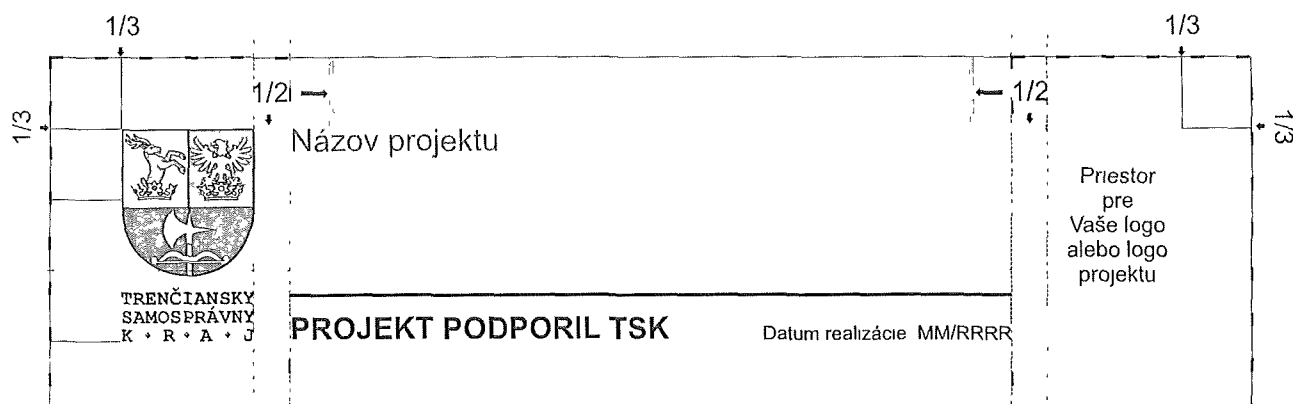 1/3
1/3
1/2
1/2
1/3
1/3
Názov projektu
Priestor
pre
Vaše logo
alebo logo
projektu
TRENČIANSKY
SAMOSPRÁVNY
K • R • A • J
PROJEKT PODPORIL TSK
Datum realizácie MM/RRRR